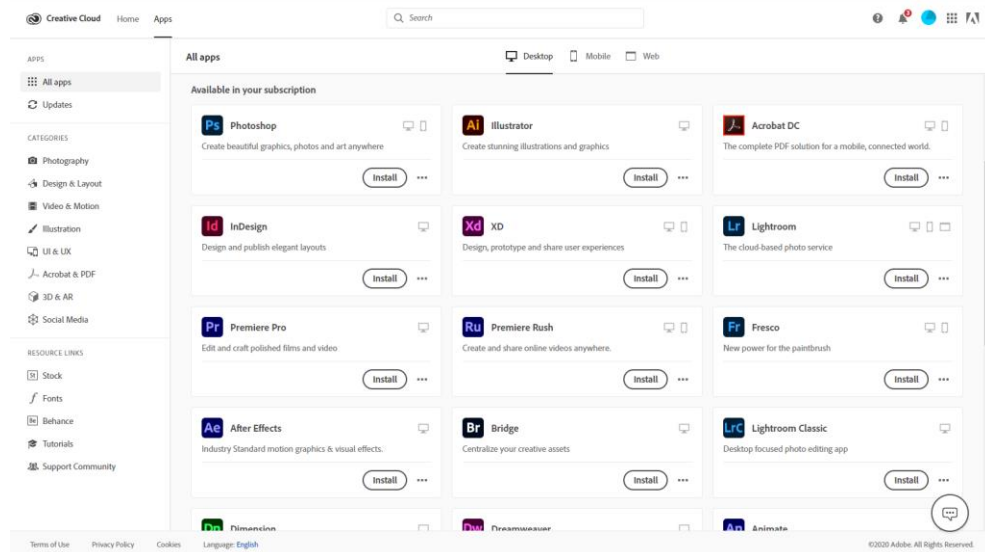 Creative Cloud Home Apps Search 2
APPS
All apps
Updates
CATEGORIES
Photography
Design & Layout
Video & Motion
Illustration
UI & UX
Acrobat & PDF
3D & AR
Social Media
RESOURCE LINKS
St Stock
Fonts
Be Behance
Tutorials
Support Community
All apps Desktop Mobile Web
Available in your subscription
Ps Photoshop
Create beautiful graphics, photos and art anywhere
Install
Ai Illustrator
Create stunning illustrations and graphics
Install
Acrobat DC
The complete PDF solution for a mobile, connected world.
Install
Id InDesign
Design and publish elegant layouts
Install
Xd XD
Design, prototype and share user experiences
Install
Lr Lightroom
The cloud-based photo service
Install
Pr Premiere Pro
Edit and craft polished films and video
Install
Ru Premiere Rush
Create and share online videos anywhere.
Install
Fr Fresco
New power for the paintbrush
Install
Ae After Effects
Industry Standard motion graphics & visual effects.
Install
Br Bridge
Centralize your creative assets
Install
LrC Lightroom Classic
Desktop focused photo editing app
Install
Dn Dimension
Dw Dreamweaver
An Animate
Terms of Use Privacy Policy Cookies Language: English ©2020 Adobe. All Rights Reserved.